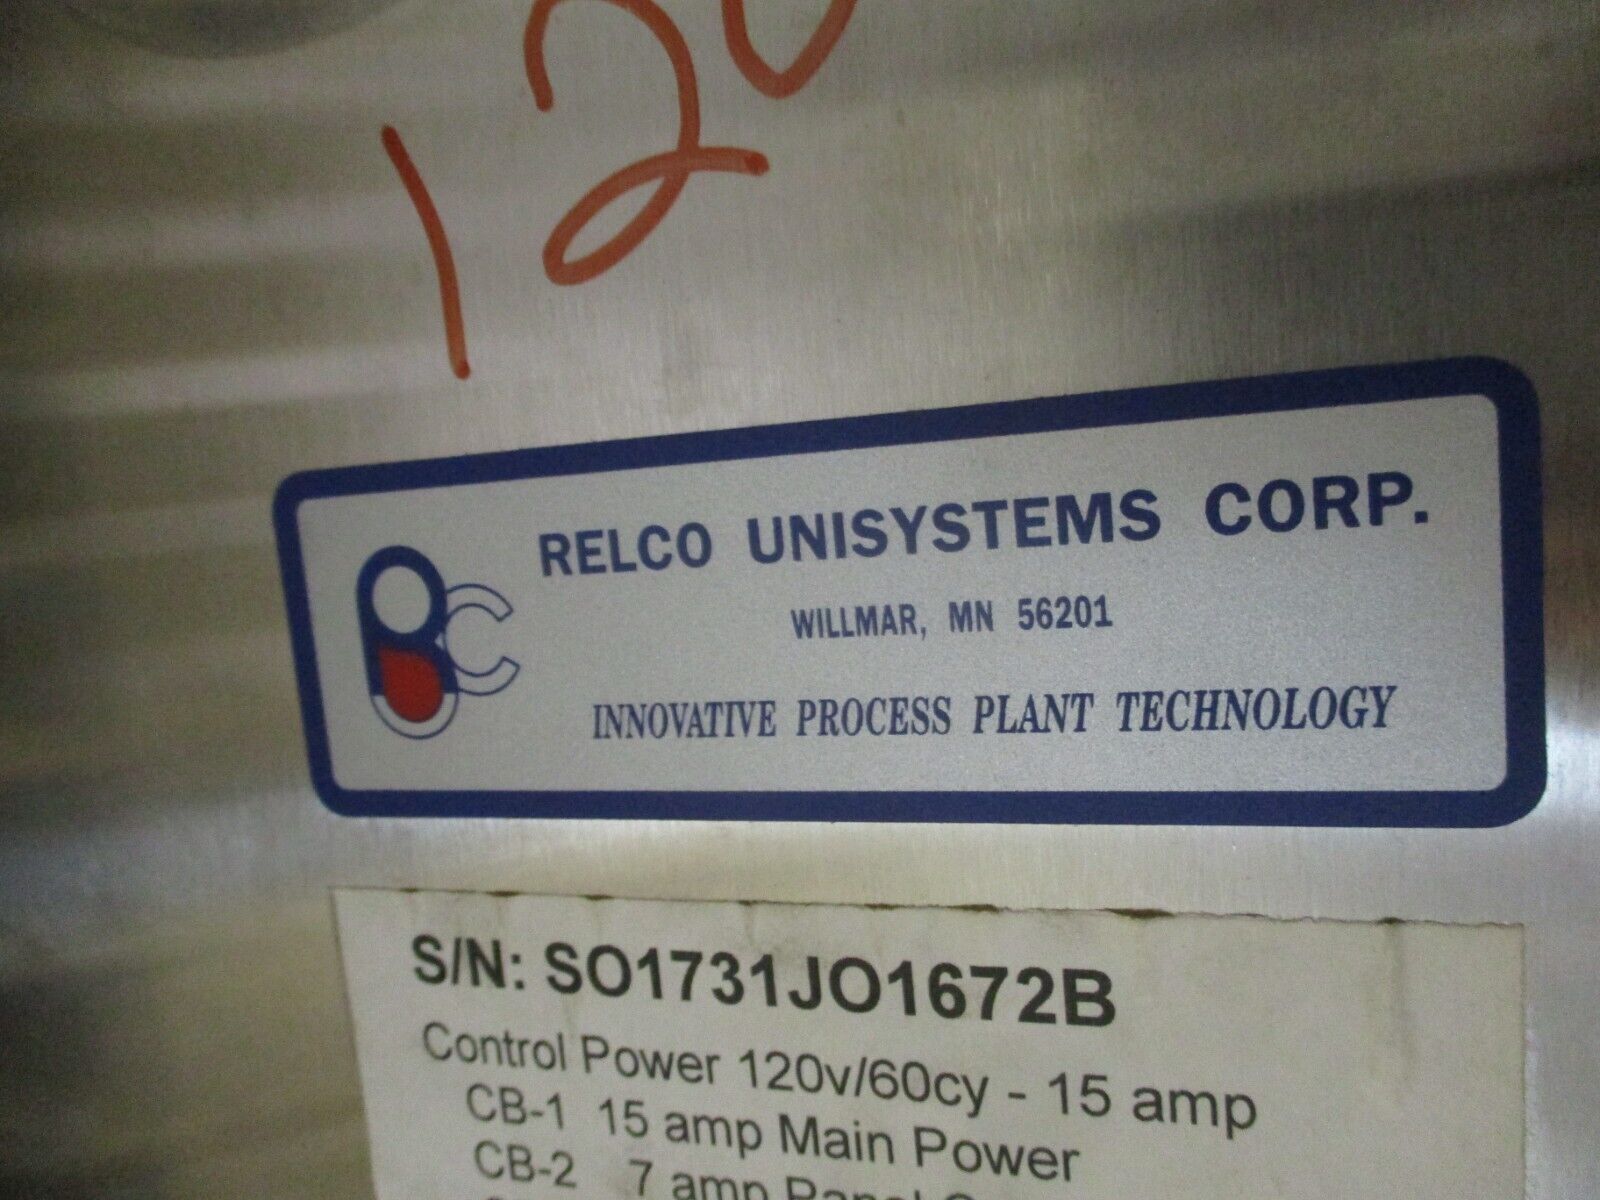 120
RELCO UNISYSTEMS CORP.
WILLMAR, MN 56201
INNOVATIVE PROCESS PLANT TECHNOLOGY
S/N: SO1731JO1672B
Control Power 120v/60cy - 15 amp
CB-1 15 amp Main Power
CB-2 7 amp Panel